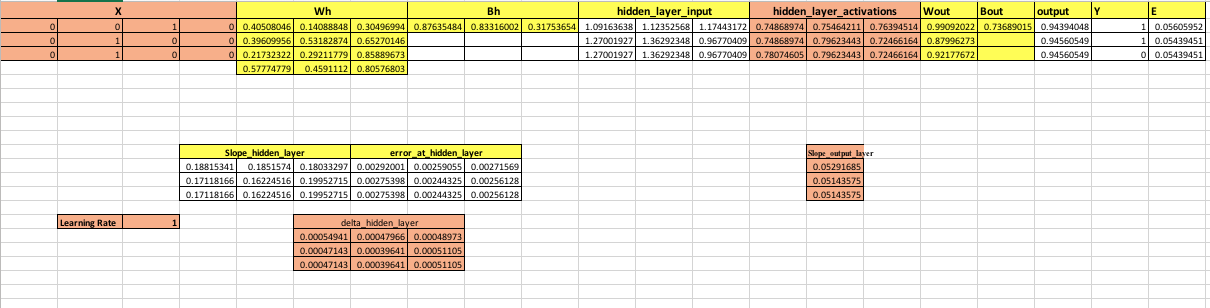 X Wh Bh hidden_layer_input hidden_layer_activations Wout Bout output Y E
0 0 1 0 0.40508046 0.14088848 0.30496994 0.87635484 0.83316002 0.31753654 1.09163638 1.12352568 1.17443172 0.74868974 0.75464211 0.76394514 0.99092022 0.73689015 0.94394048 1 0.05605952
0 1 0 0 0.39609956 0.53182874 0.65270146 1.27001927 1.36292348 0.96770409 0.74868974 0.79623443 0.72466164 0.87996273 0.94560549 1 0.05439451
0 1 0 0 0.21732322 0.29211779 0.85889673 1.27001927 1.36292348 0.96770409 0.78074605 0.79623443 0.72466164 0.92177672 0.94560549 0 0.05439451
0.57774779 0.4591112 0.80576803
Slope_hidden_layer error_at_hidden_layer Slope_output_layer
0.18815341 0.1851574 0.18033297 0.00292001 0.00259055 0.00271569 0.05291685
0.17118166 0.16224516 0.19952715 0.00275398 0.00244325 0.00256128 0.05143575
0.17118166 0.16224516 0.19952715 0.00275398 0.00244325 0.00256128 0.05143575
Learning Rate 1 delta_hidden_layer
0.00054941 0.00047966 0.00048973
0.00047143 0.00039641 0.00051105
0.00047143 0.00039641 0.00051105